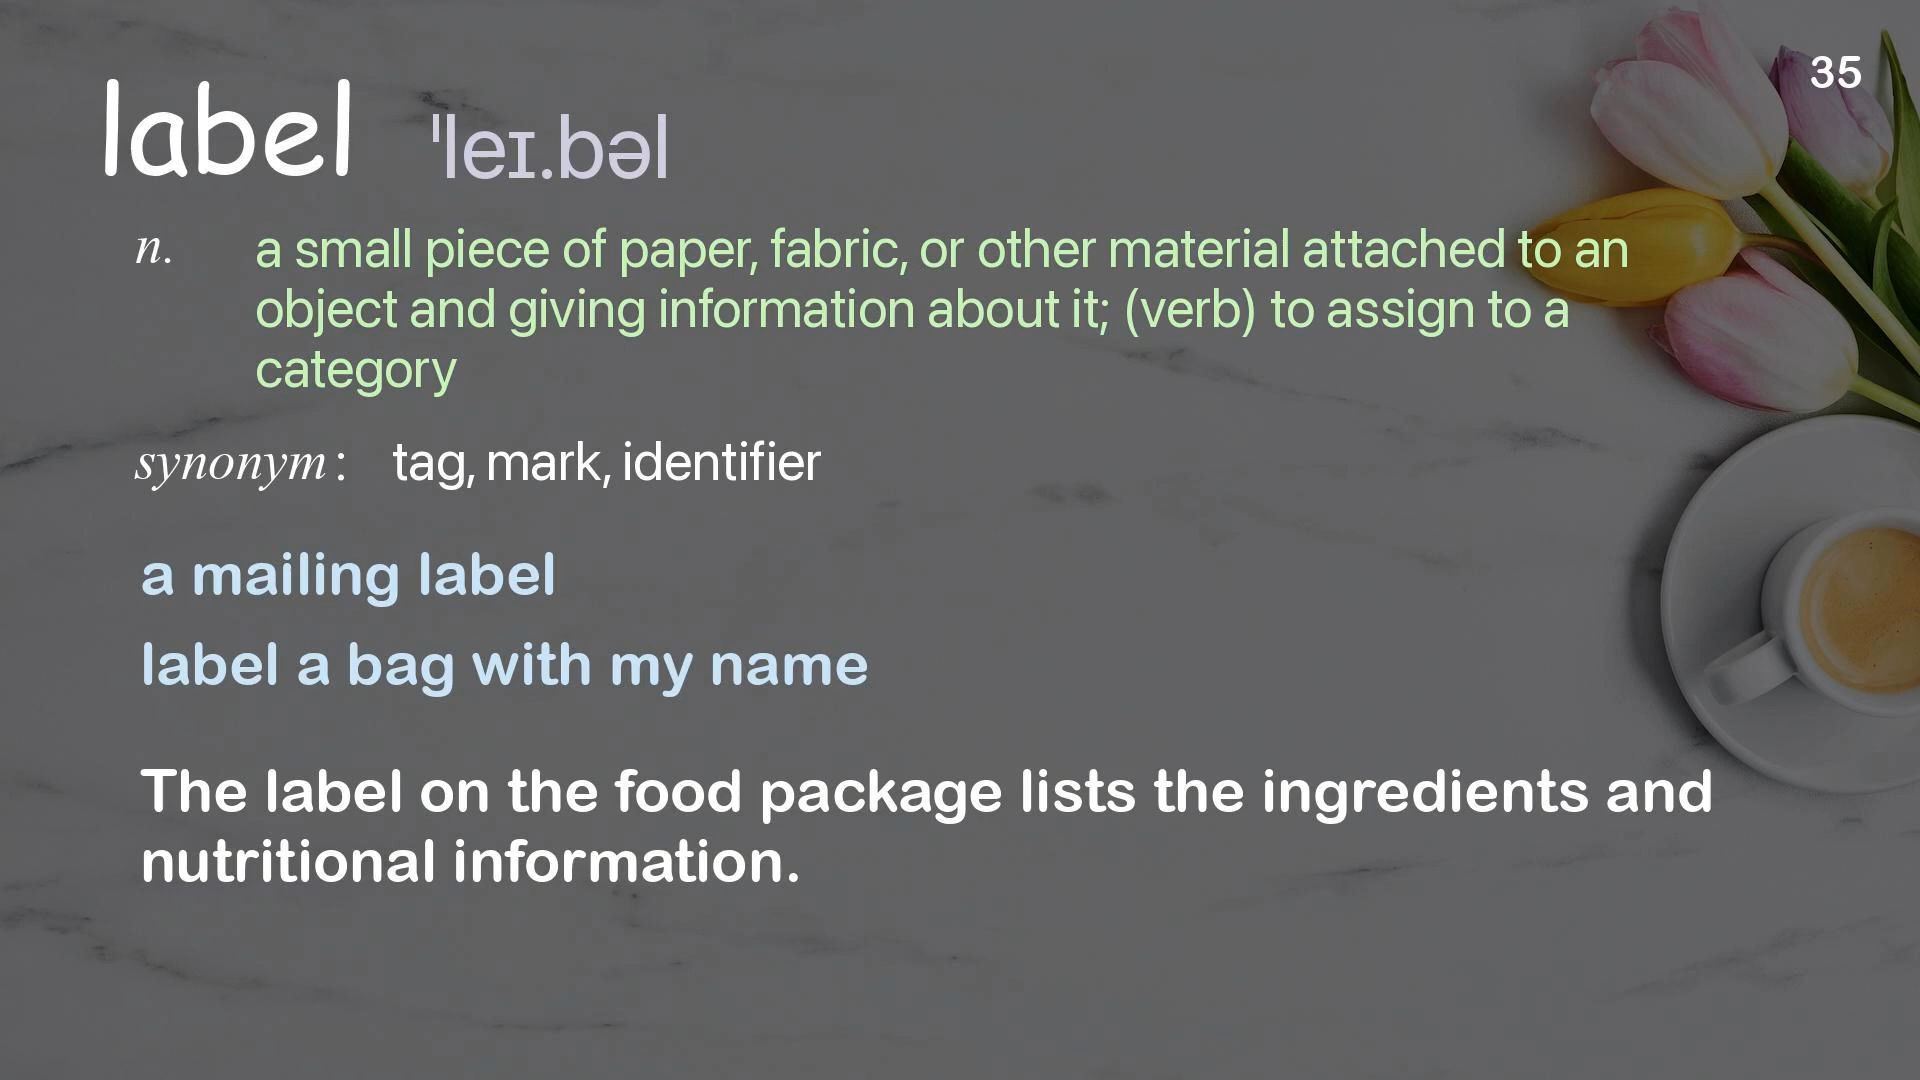 35
label ˈleɪ.bəl
n. a small piece of paper, fabric, or other material attached to an
object and giving information about it; (verb) to assign to a
category
synonym: tag, mark, identifier
a mailing label
label a bag with my name
The label on the food package lists the ingredients and
nutritional information.